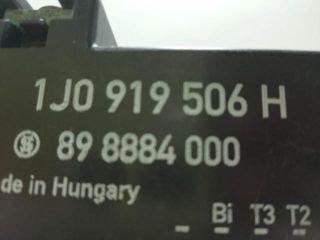 1J0 919 506 H
89 8884 000
de in Hungary
Bi T3 T2